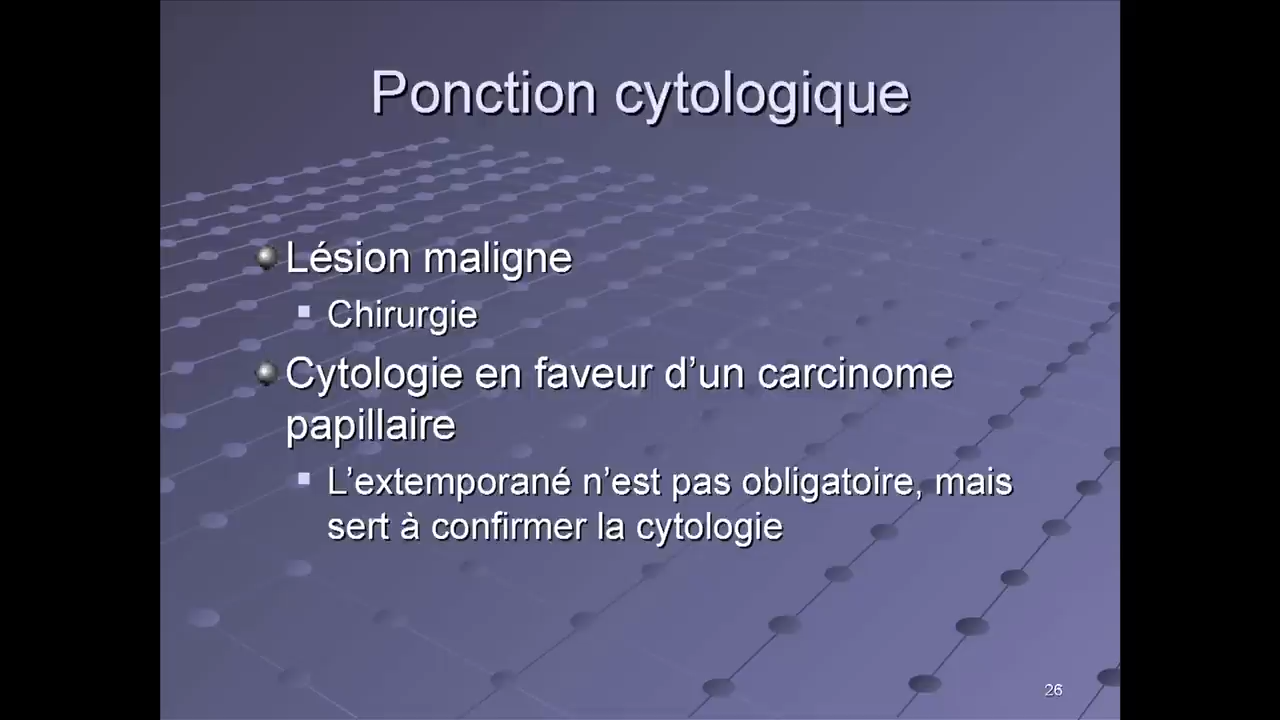 Ponction cytologique
Lésion maligne
Chirurgie
Cytologie en faveur d’un carcinome
papillaire
L’extemporané n’est pas obligatoire, mais
sert à confirmer la cytologie
26